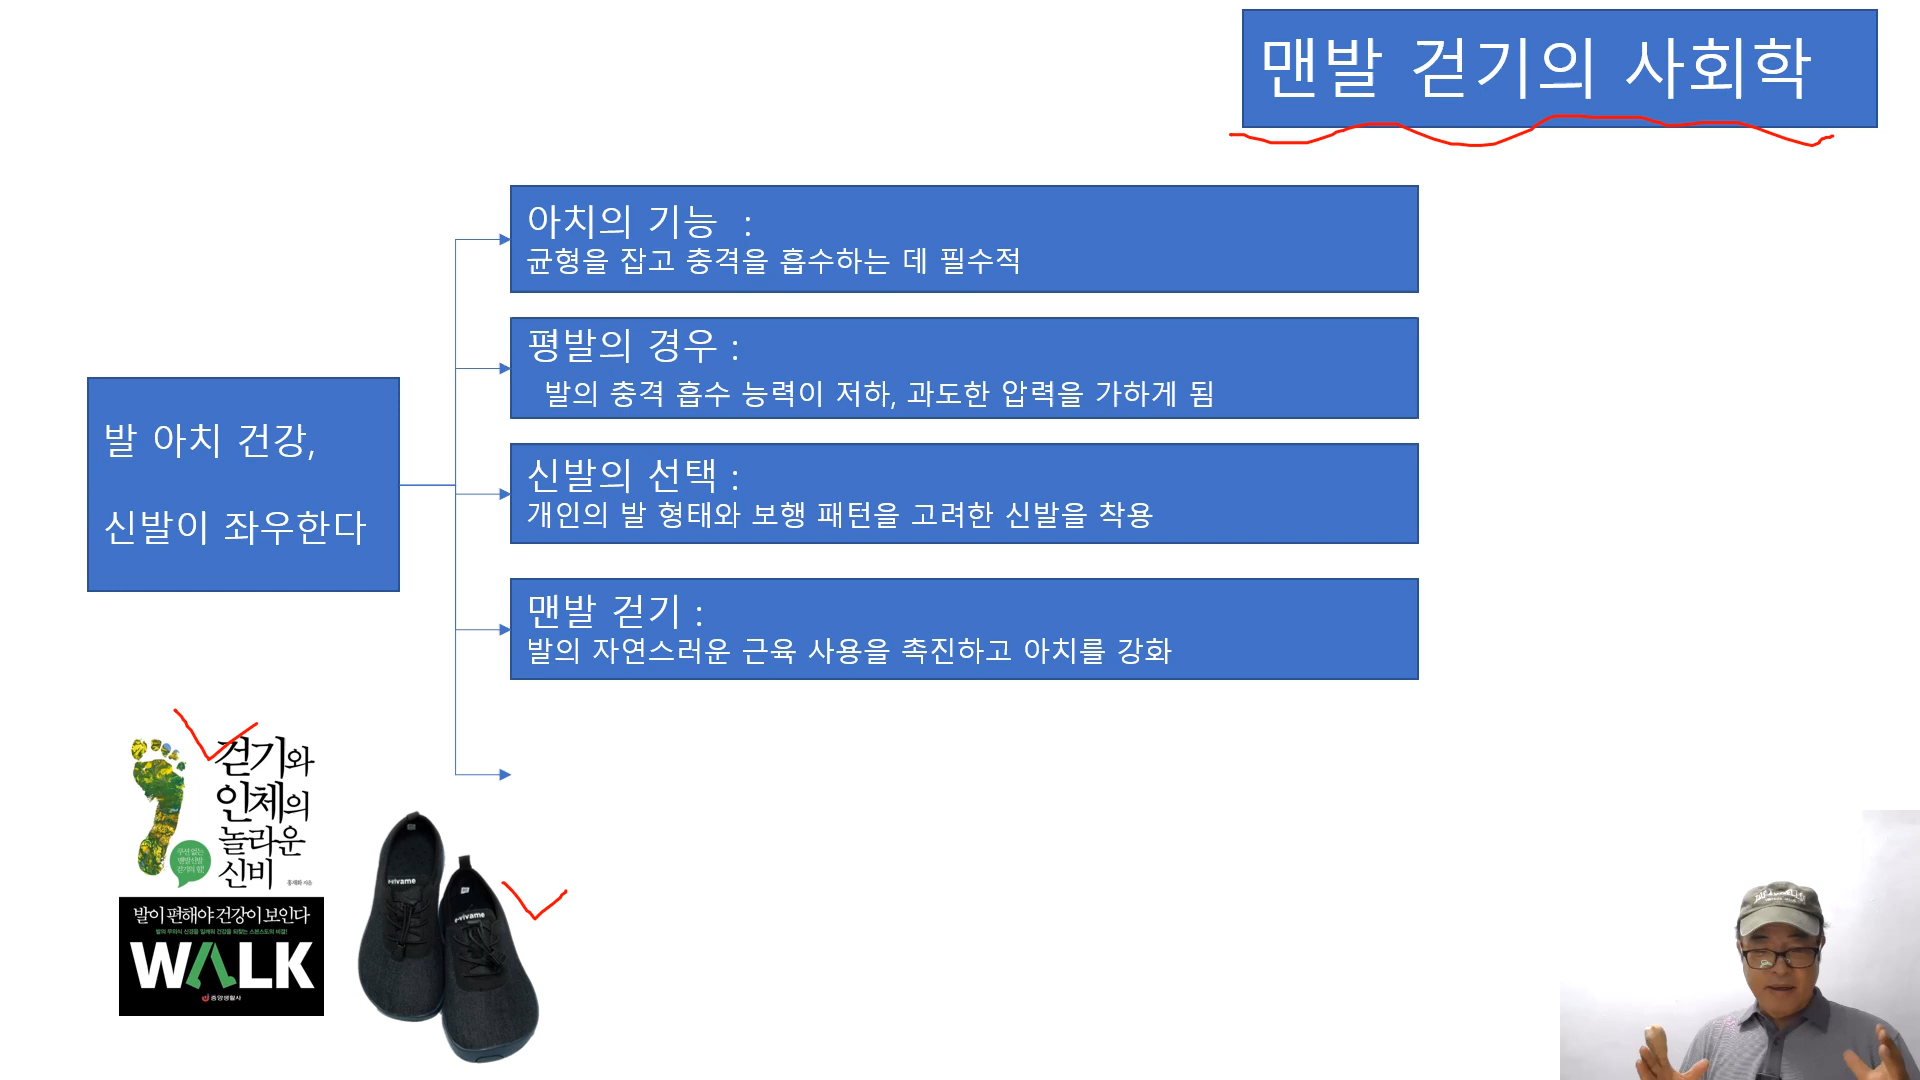 맨발 걷기의 사회학
아치의 기능 :
균형을 잡고 충격을 흡수하는 데 필수적
평발의 경우 :
발의 충격 흡수 능력이 저하, 과도한 압력을 가하게 됨
발 아치 건강,
신발이 좌우한다
신발의 선택 :
개인의 발 형태와 보행 패턴을 고려한 신발을 착용
맨발 걷기 :
발의 자연스러운 근육 사용을 촉진하고 아치를 강화
걷기와
인체의
놀라운
신비
발이 편해야 건강이 보인다
WALK
중앙생활사
vivame
vivame